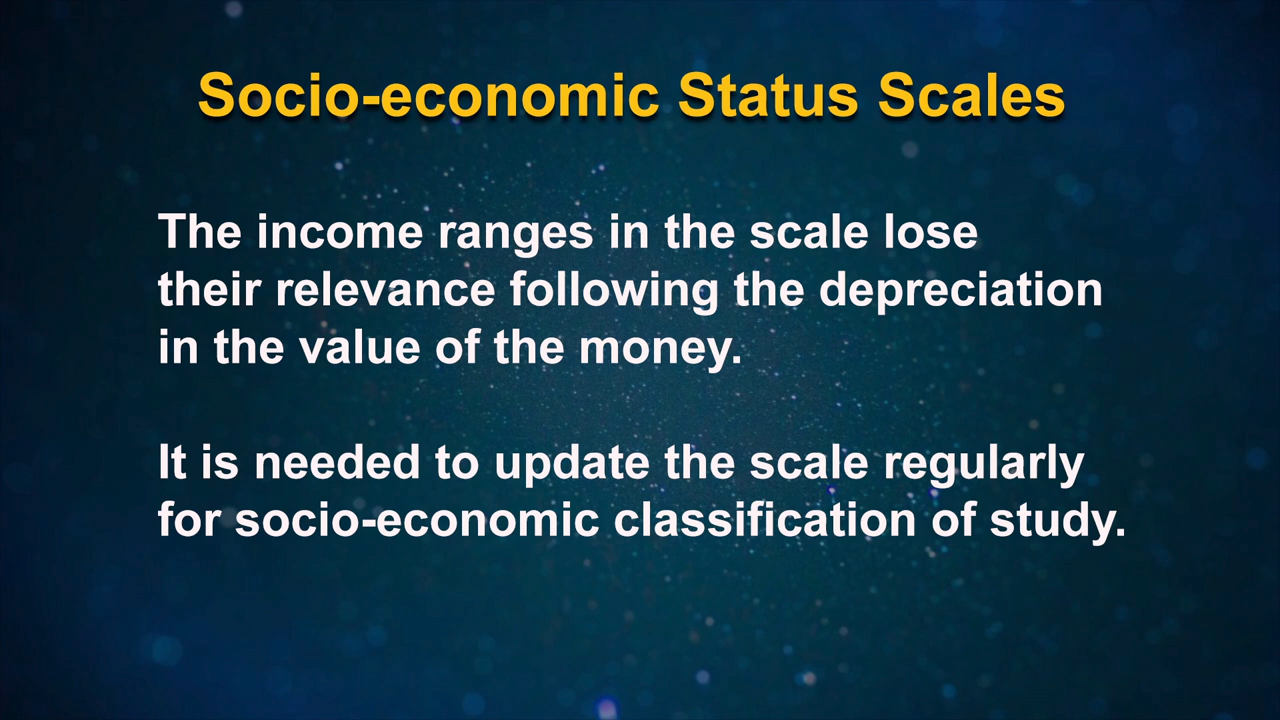 Socio-economic Status Scales
The income ranges in the scale lose
their relevance following the depreciation
in the value of the money.
It is needed to update the scale regularly
for socio-economic classification of study.